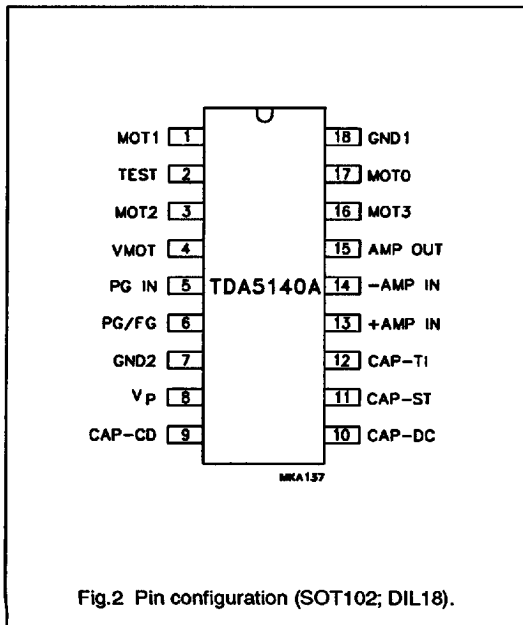 MOT1 1
TEST 2
MOT2 3
VMOT 4
PG IN 5
PG/FG 6
GND2 7
VP 8
CAP-CD 9
TDA5140A
18 GND1
17 MOT0
16 MOT3
15 AMP OUT
14 -AMP IN
13 +AMP IN
12 CAP-TI
11 CAP-ST
10 CAP-DC
MKA137
Fig.2 Pin configuration (SOT102; DIL18).